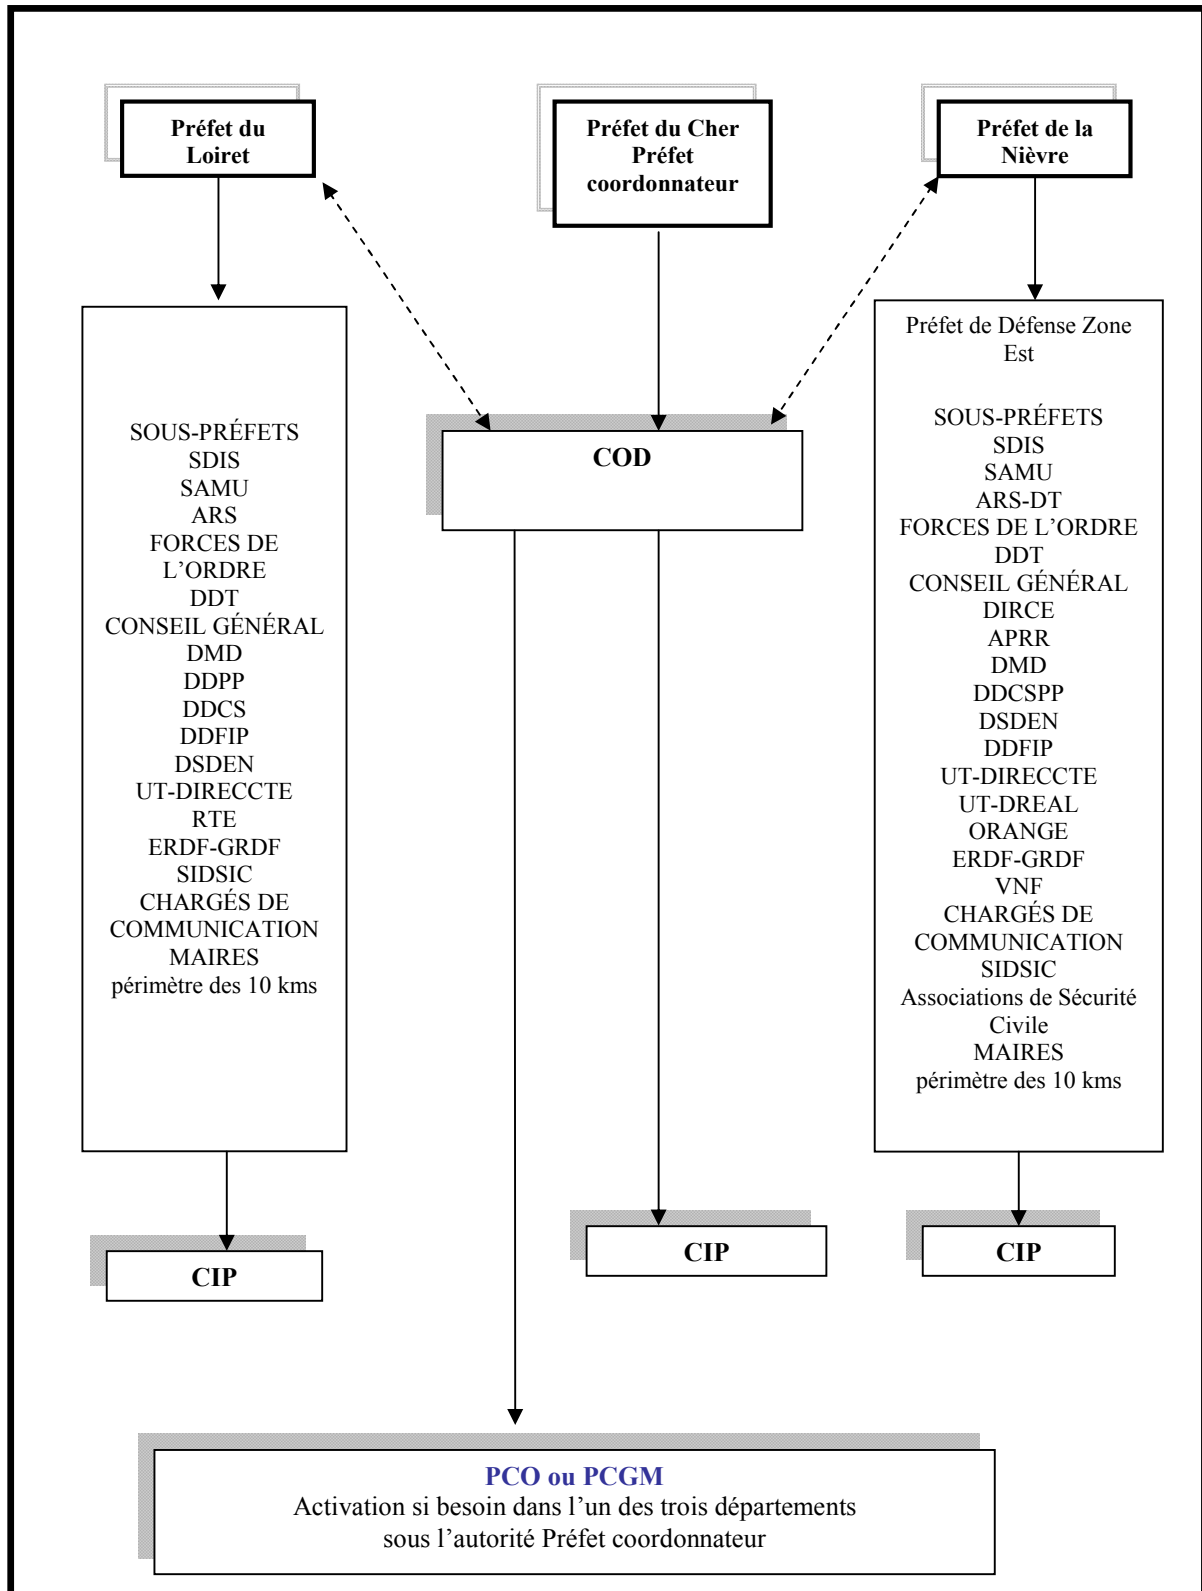 Préfet du
Loiret
Préfet du Cher
Préfet
coordonnateur
Préfet de la
Nièvre
SOUS-PRÉFETS
SDIS
SAMU
ARS
FORCES DE
L’ORDRE
DDT
CONSEIL GÉNÉRAL
DMD
DDPP
DDCS
DDFIP
DSDEN
UT-DIRECCTE
RTE
ERDF-GRDF
SIDSIC
CHARGÉS DE
COMMUNICATION
MAIRES
périmètre des 10 kms
COD
Préfet de Défense Zone
Est
SOUS-PRÉFETS
SDIS
SAMU
ARS-DT
FORCES DE L’ORDRE
DDT
CONSEIL GÉNÉRAL
DIRCE
APRR
DMD
DDCSPP
DSDEN
DDFIP
UT-DIRECCTE
UT-DREAL
ORANGE
ERDF-GRDF
VNF
CHARGÉS DE
COMMUNICATION
SIDSIC
Associations de Sécurité
Civile
MAIRES
périmètre des 10 kms
CIP
CIP
CIP
PCO ou PCGM
Activation si besoin dans l’un des trois départements
sous l’autorité Préfet coordonnateur